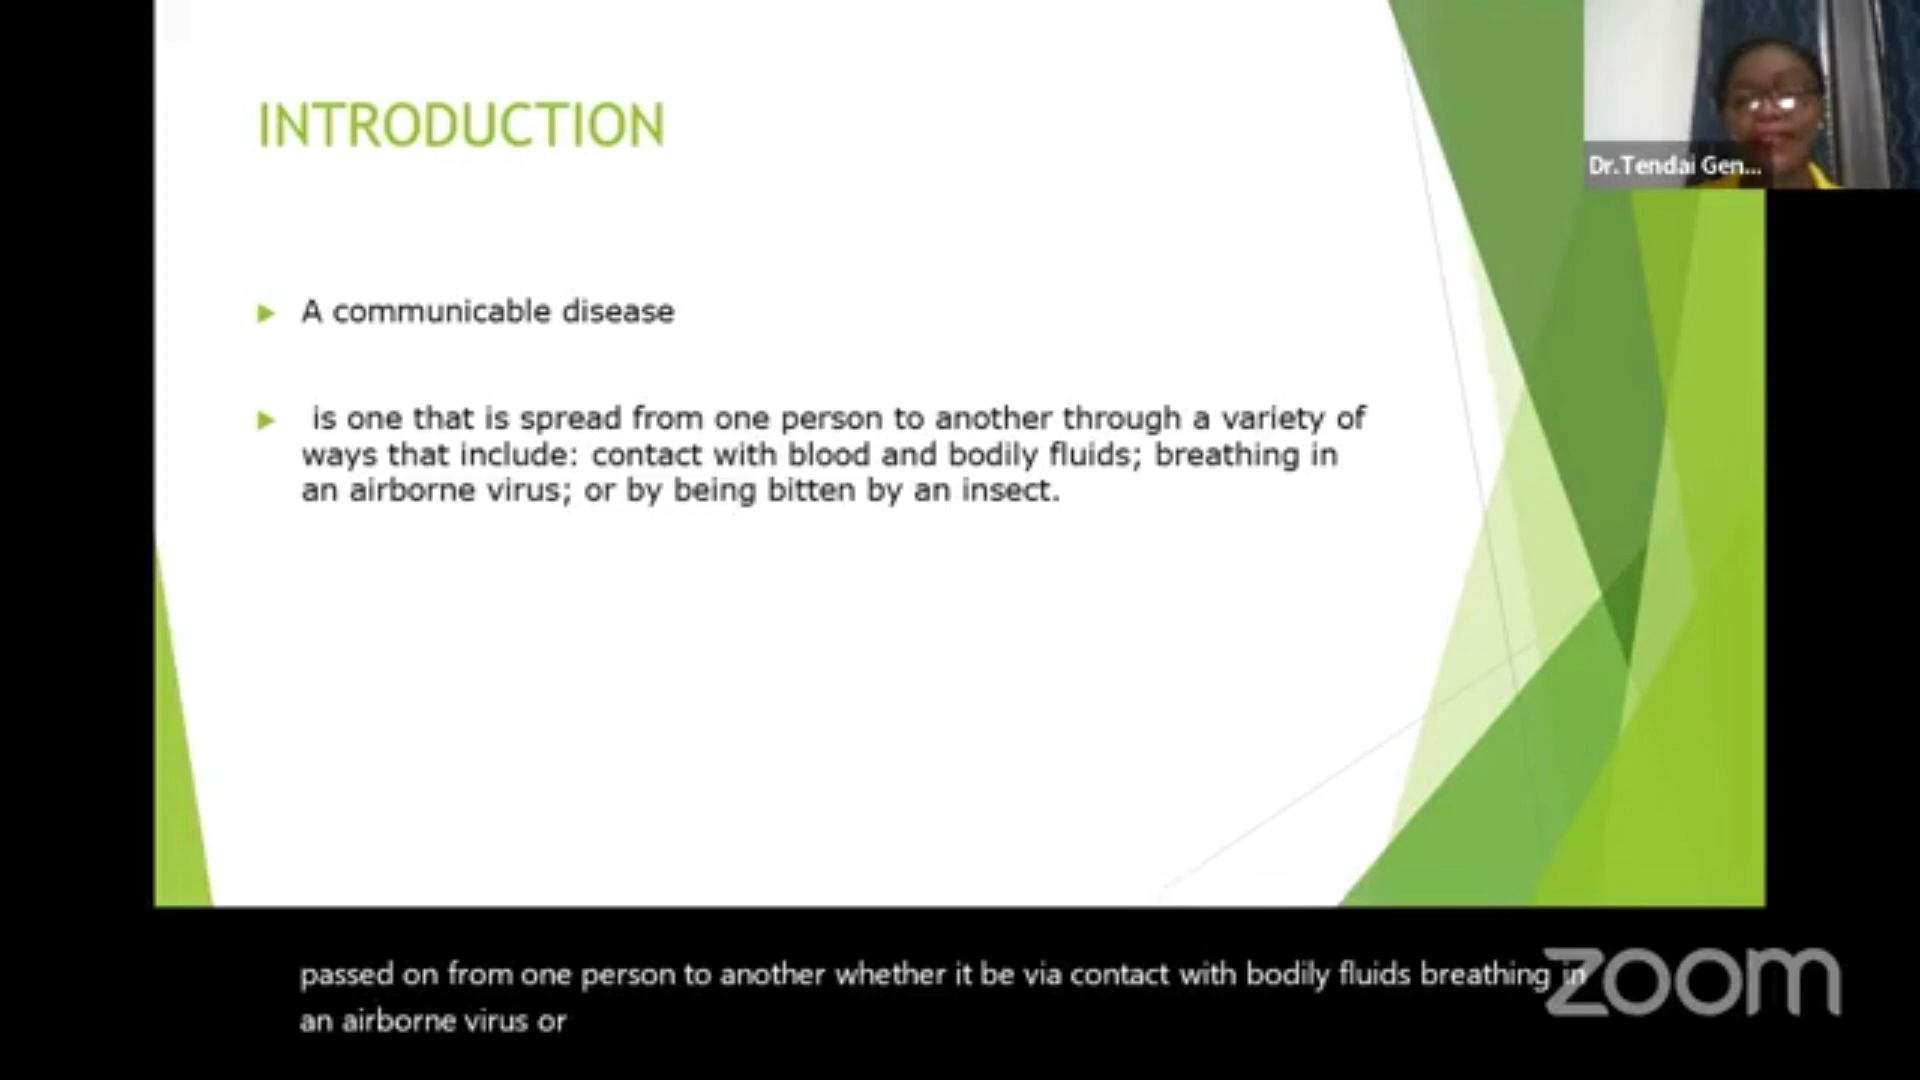 INTRODUCTION
Dr.Tendai Gen...
A communicable disease
is one that is spread from one person to another through a variety of
ways that include: contact with blood and bodily fluids; breathing in
an airborne virus; or by being bitten by an insect.
passed on from one person to another whether it be via contact with bodily fluids breathing in
an airborne virus or
zoom